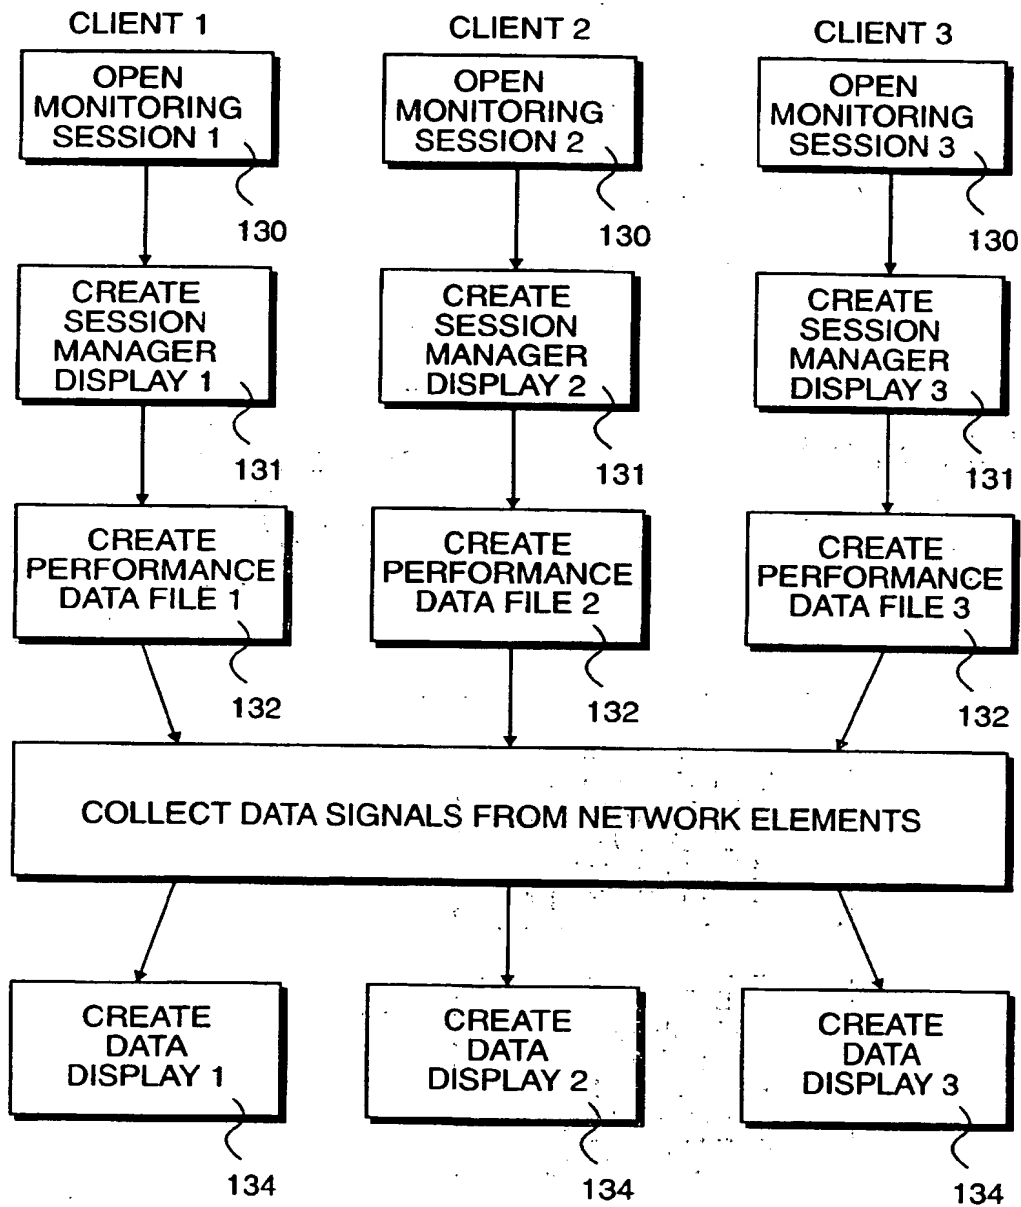 CLIENT 1
OPEN
MONITORING
SESSION 1
130
CREATE
SESSION
MANAGER
DISPLAY 1
131
CREATE
PERFORMANCE
DATA FILE 1
132
CLIENT 2
OPEN
MONITORING
SESSION 2
130
CREATE
SESSION
MANAGER
DISPLAY 2
131
CREATE
PERFORMANCE
DATA FILE 2
132
CLIENT 3
OPEN
MONITORING
SESSION 3
130
CREATE
SESSION
MANAGER
DISPLAY 3
131
CREATE
PERFORMANCE
DATA FILE 3
132
COLLECT DATA SIGNALS FROM NETWORK ELEMENTS
CREATE
DATA
DISPLAY 1
134
CREATE
DATA
DISPLAY 2
134
CREATE
DATA
DISPLAY 3
134